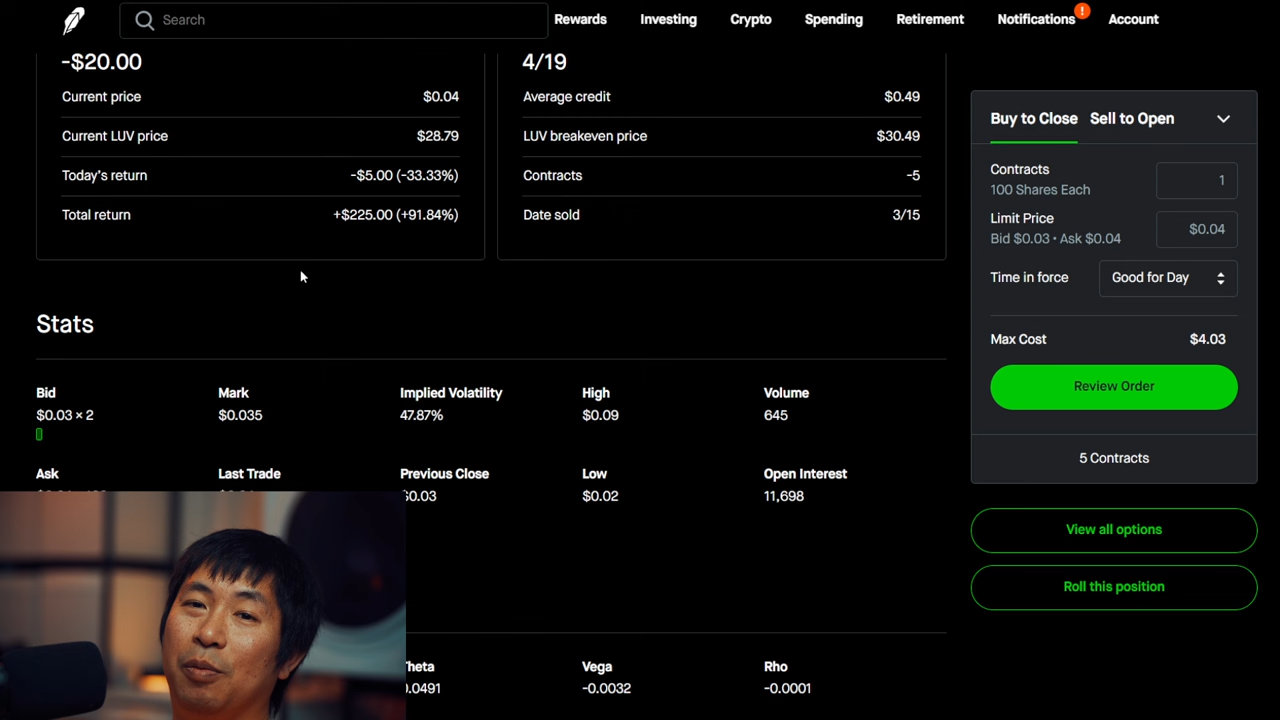 Search
Rewards
Investing
Crypto
Spending
Retirement
Notifications
!
Account
-$20.00
Current price $0.04
Current LUV price $28.79
Today's return -$5.00 (-33.33%)
Total return +$225.00 (+91.84%)
4/19
Average credit $0.49
LUV breakeven price $30.49
Contracts -5
Date sold 3/15
Buy to Close Sell to Open
Contracts 1
100 Shares Each
Limit Price $0.04
Bid $0.03 • Ask $0.04
Time in force Good for Day
Max Cost $4.03
Review Order
5 Contracts
View all options
Roll this position
Stats
Bid Mark Implied Volatility High Volume
$0.03 × 2 $0.035 47.87% $0.09 645
Ask Last Trade Previous Close Low Open Interest
$0.03 $0.02 11,698
Theta Vega Rho
.0491 -0.0032 -0.0001